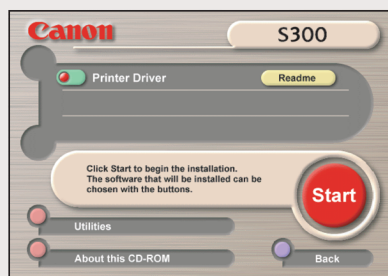 Canon
S300
Printer Driver
Readme
Click Start to begin the installation.
The software that will be installed can be
chosen with the buttons.
Start
Utilities
About this CD-ROM
Back